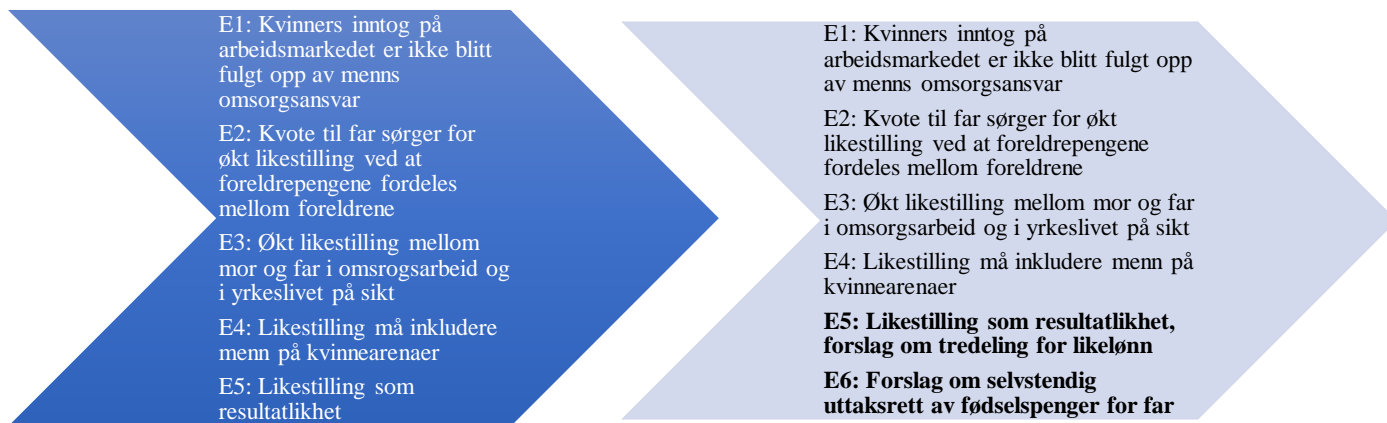 E1: Kvinners inntog på
arbeidsmarkedet er ikke blitt
fulgt opp av menns
omsorgsansvar
E2: Kvote til far sørger for
økt likestilling ved at
foreldrepengene fordeles
mellom foreldrene
E3: Økt likestilling mellom
mor og far i omsrogsarbeid og
i yrkeslivet på sikt
E4: Likestilling må inkludere
menn på kvinnearenaer
E5: Likestilling som
resultatlikhet
E1: Kvinners inntog på
arbeidsmarkedet er ikke blitt fulgt opp
av menns omsorgsansvar
E2: Kvote til far sørger for økt
likestilling ved at foreldrepengene
fordeles mellom foreldrene
E3: Økt likestilling mellom mor og far
i omsorgsarbeid og i yrkeslivet på sikt
E4: Likestilling må inkludere menn på
kvinnearenaer
E5: Likestilling som resultatlikhet,
forslag om tredeling for likelønn
E6: Forslag om selvstendig
uttaksrett av fødselspenger for far